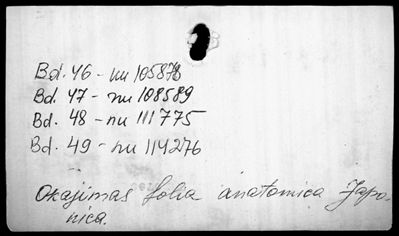 Bd. 46 - nu 105878
Bd. 47 - nu 108589
Bd. 48 - nu 111775
Bd. 49 - nu 114276
Okajimas folia anatomica Japo-
nica.